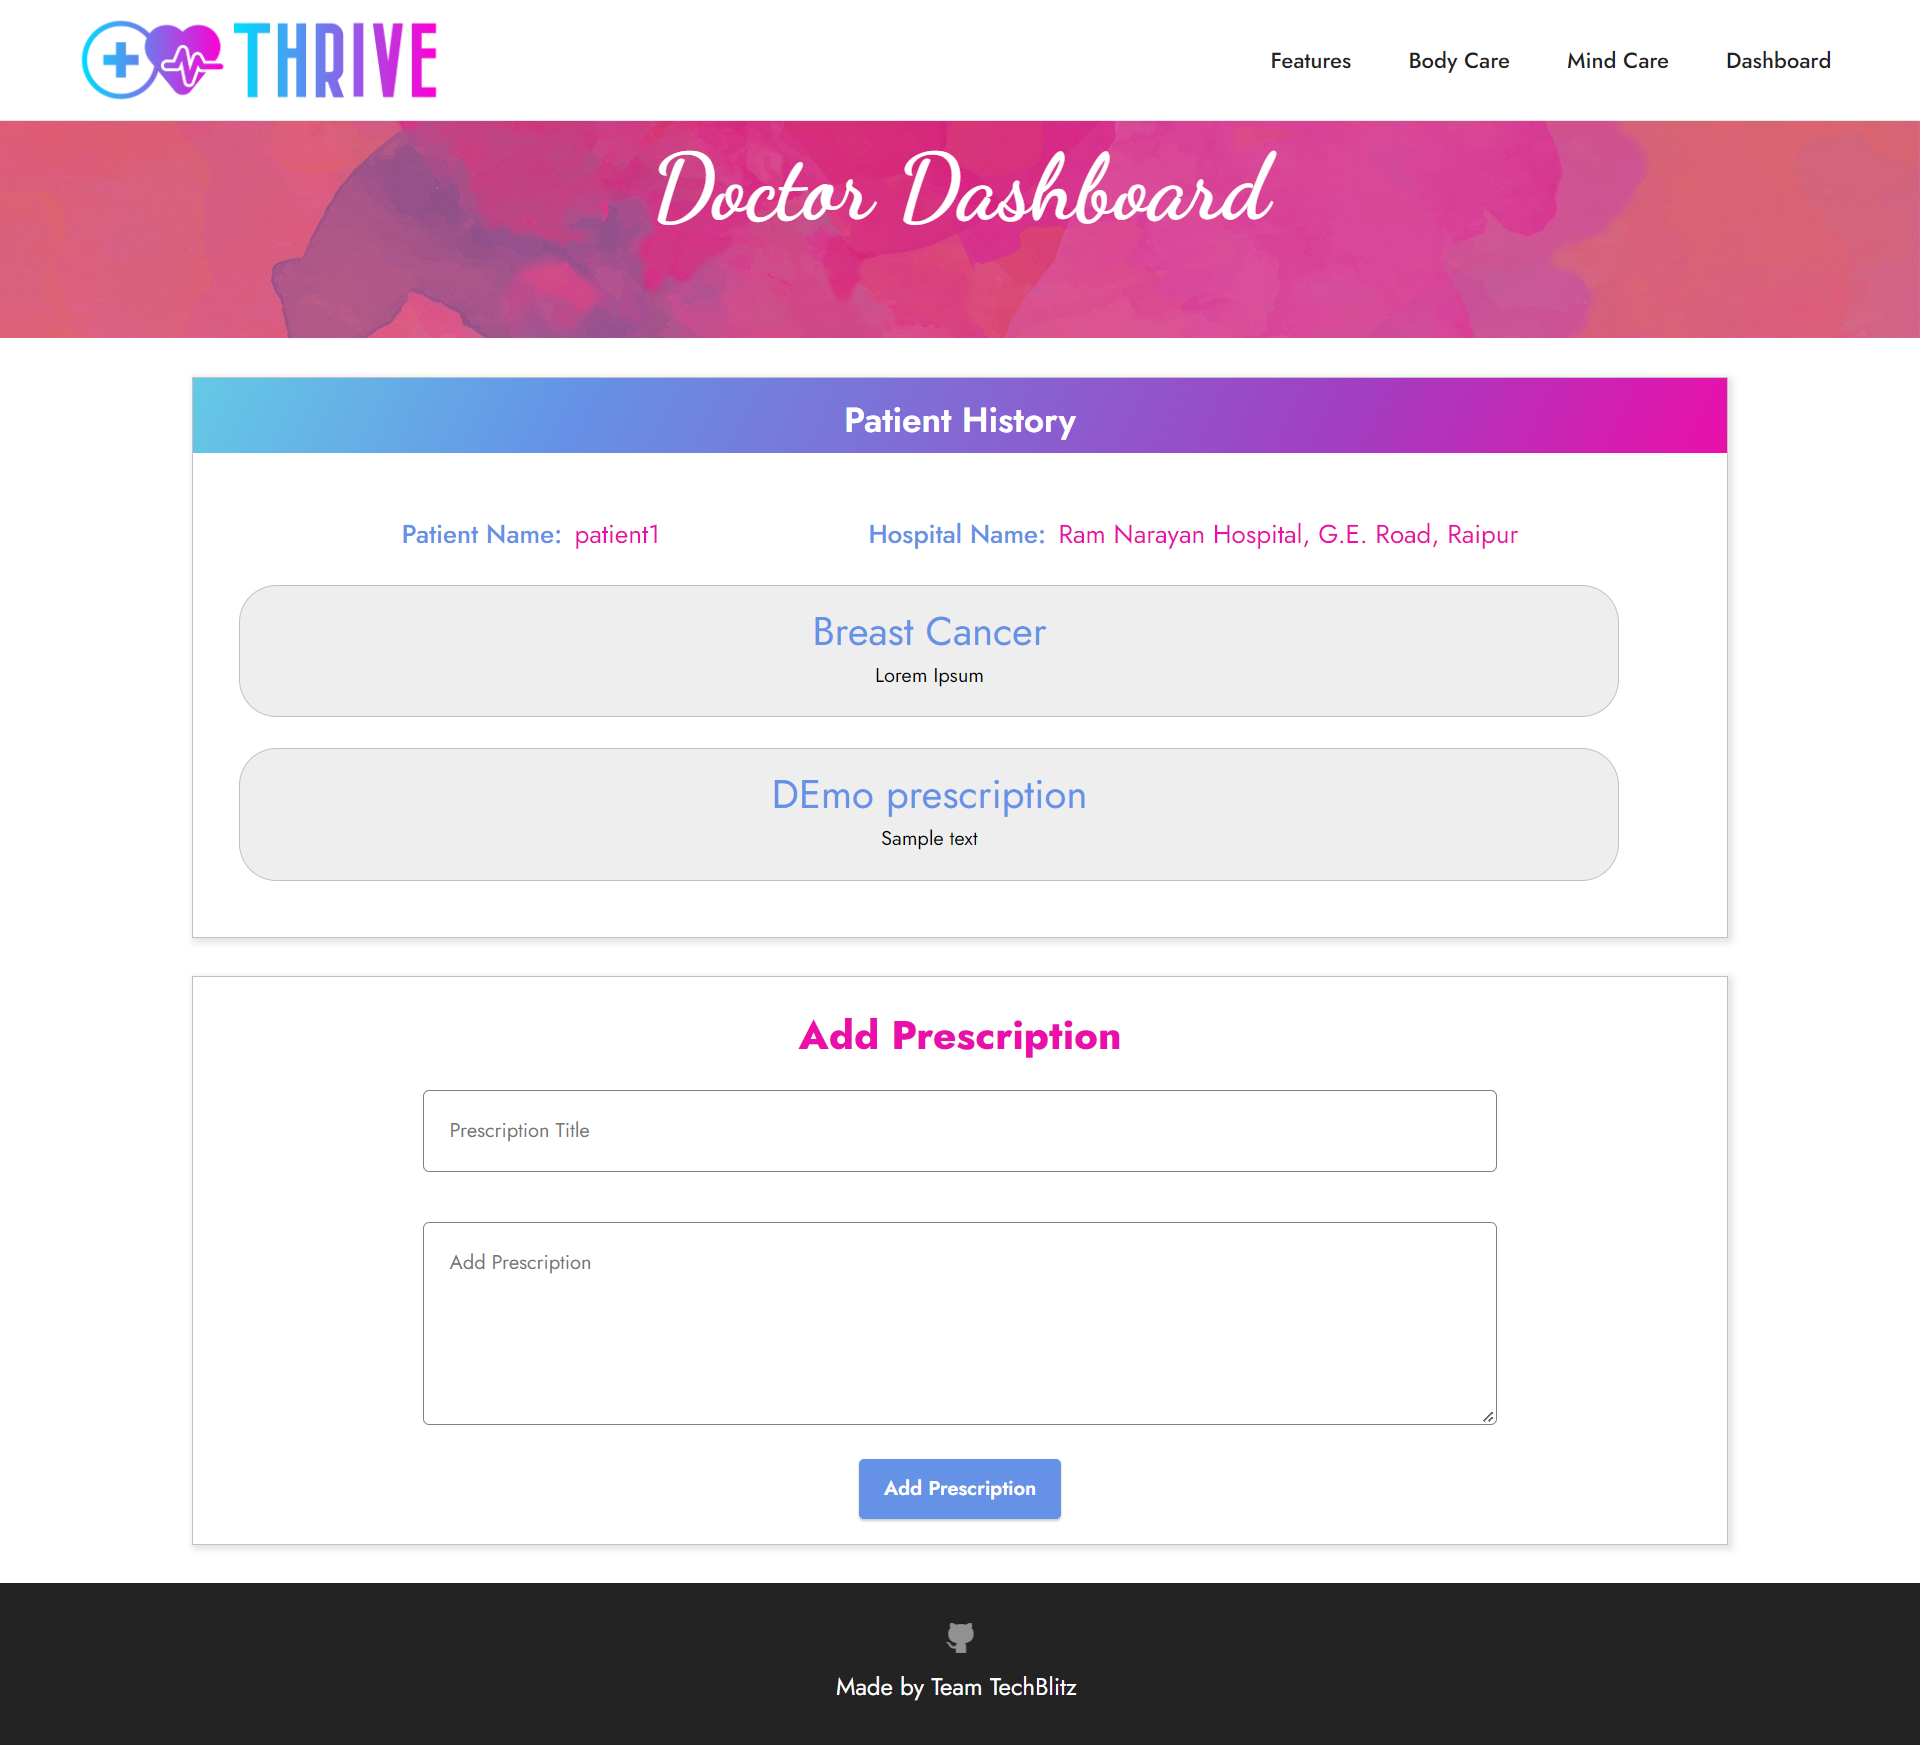 THRIVE
Features Body Care Mind Care Dashboard
Doctor Dashboard
Patient History
Patient Name: patient1 Hospital Name: Ram Narayan Hospital, G.E. Road, Raipur
Breast Cancer
Lorem Ipsum
DEmo prescription
Sample text
Add Prescription
Prescription Title
Add Prescription
Add Prescription
Made by Team TechBlitz